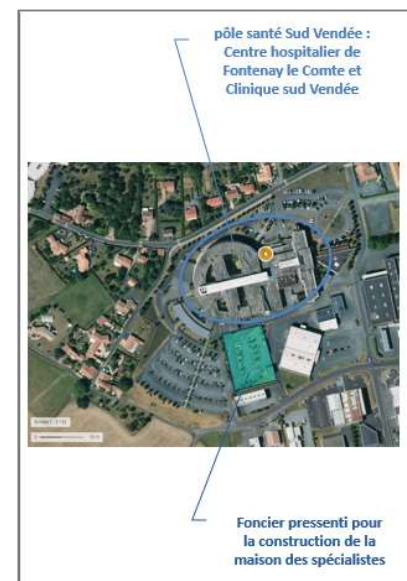 pôle santé Sud Vendée :
Centre hospitalier de
Fontenay le Comte et
Clinique sud Vendée
Foncier pressenti pour
la construction de la
maison des spécialistes